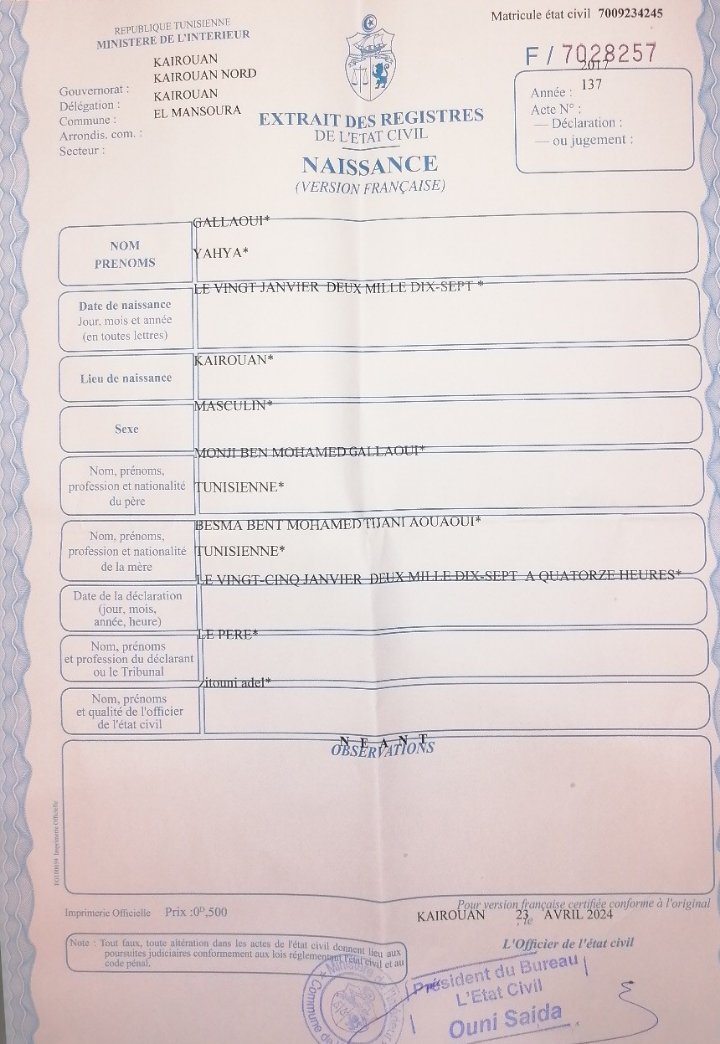 Matricule état civil 7009234245
REPUBLIQUE TUNISIENNE
MINISTERE DE L'INTERIEUR
F / 7028257
Gouvernorat : KAIROUAN
Délégation : KAIROUAN NORD
Commune : KAIROUAN
Arrondis. com. : EL MANSOURA
Secteur :
EXTRAIT DES REGISTRES
DE L'ETAT CIVIL
NAISSANCE
(VERSION FRANÇAISE)
2017
Année : 137
Acte N° :
— Déclaration :
— ou jugement :
NOM GALLAOUI*
PRENOMS YAHYA*
Date de naissance
Jour, mois et année
(en toutes lettres)
LE VINGT JANVIER DEUX MILLE DIX-SEPT *
Lieu de naissance KAIROUAN*
Sexe MASCULIN*
Nom, prénoms,
profession et nationalité
du père
MONJI BEN MOHAMED GALLAOUI*
TUNISIENNE*
Nom, prénoms,
profession et nationalité
de la mère
BESMA BENT MOHAMED TIJANI AOUAOUI*
TUNISIENNE*
Date de la déclaration
(jour, mois,
année, heure)
LE VINGT-CINQ JANVIER DEUX MILLE DIX-SEPT A QUATORZE HEURES*
Nom, prénoms
et profession du déclarant
ou le Tribunal
LE PERE*
Nom, prénoms
et qualité de l'officier
de l'état civil
zitouni adel*
N E A N T
OBSERVATIONS
Imprimerie Officielle
Imprimerie Officielle Prix :0ᴰ,500
Pour version française certifiée conforme à l'original
KAIROUAN le 23 AVRIL 2024
Note : Tout faux, toute altération dans les actes de l'état civil donnent lieu aux
poursuites judiciaires conformement aux lois réglementant l'état civil et au
code pénal.
L'Officier de l'état civil
Président du Bureau
L'Etat Civil
Ouni Saida
Commune de